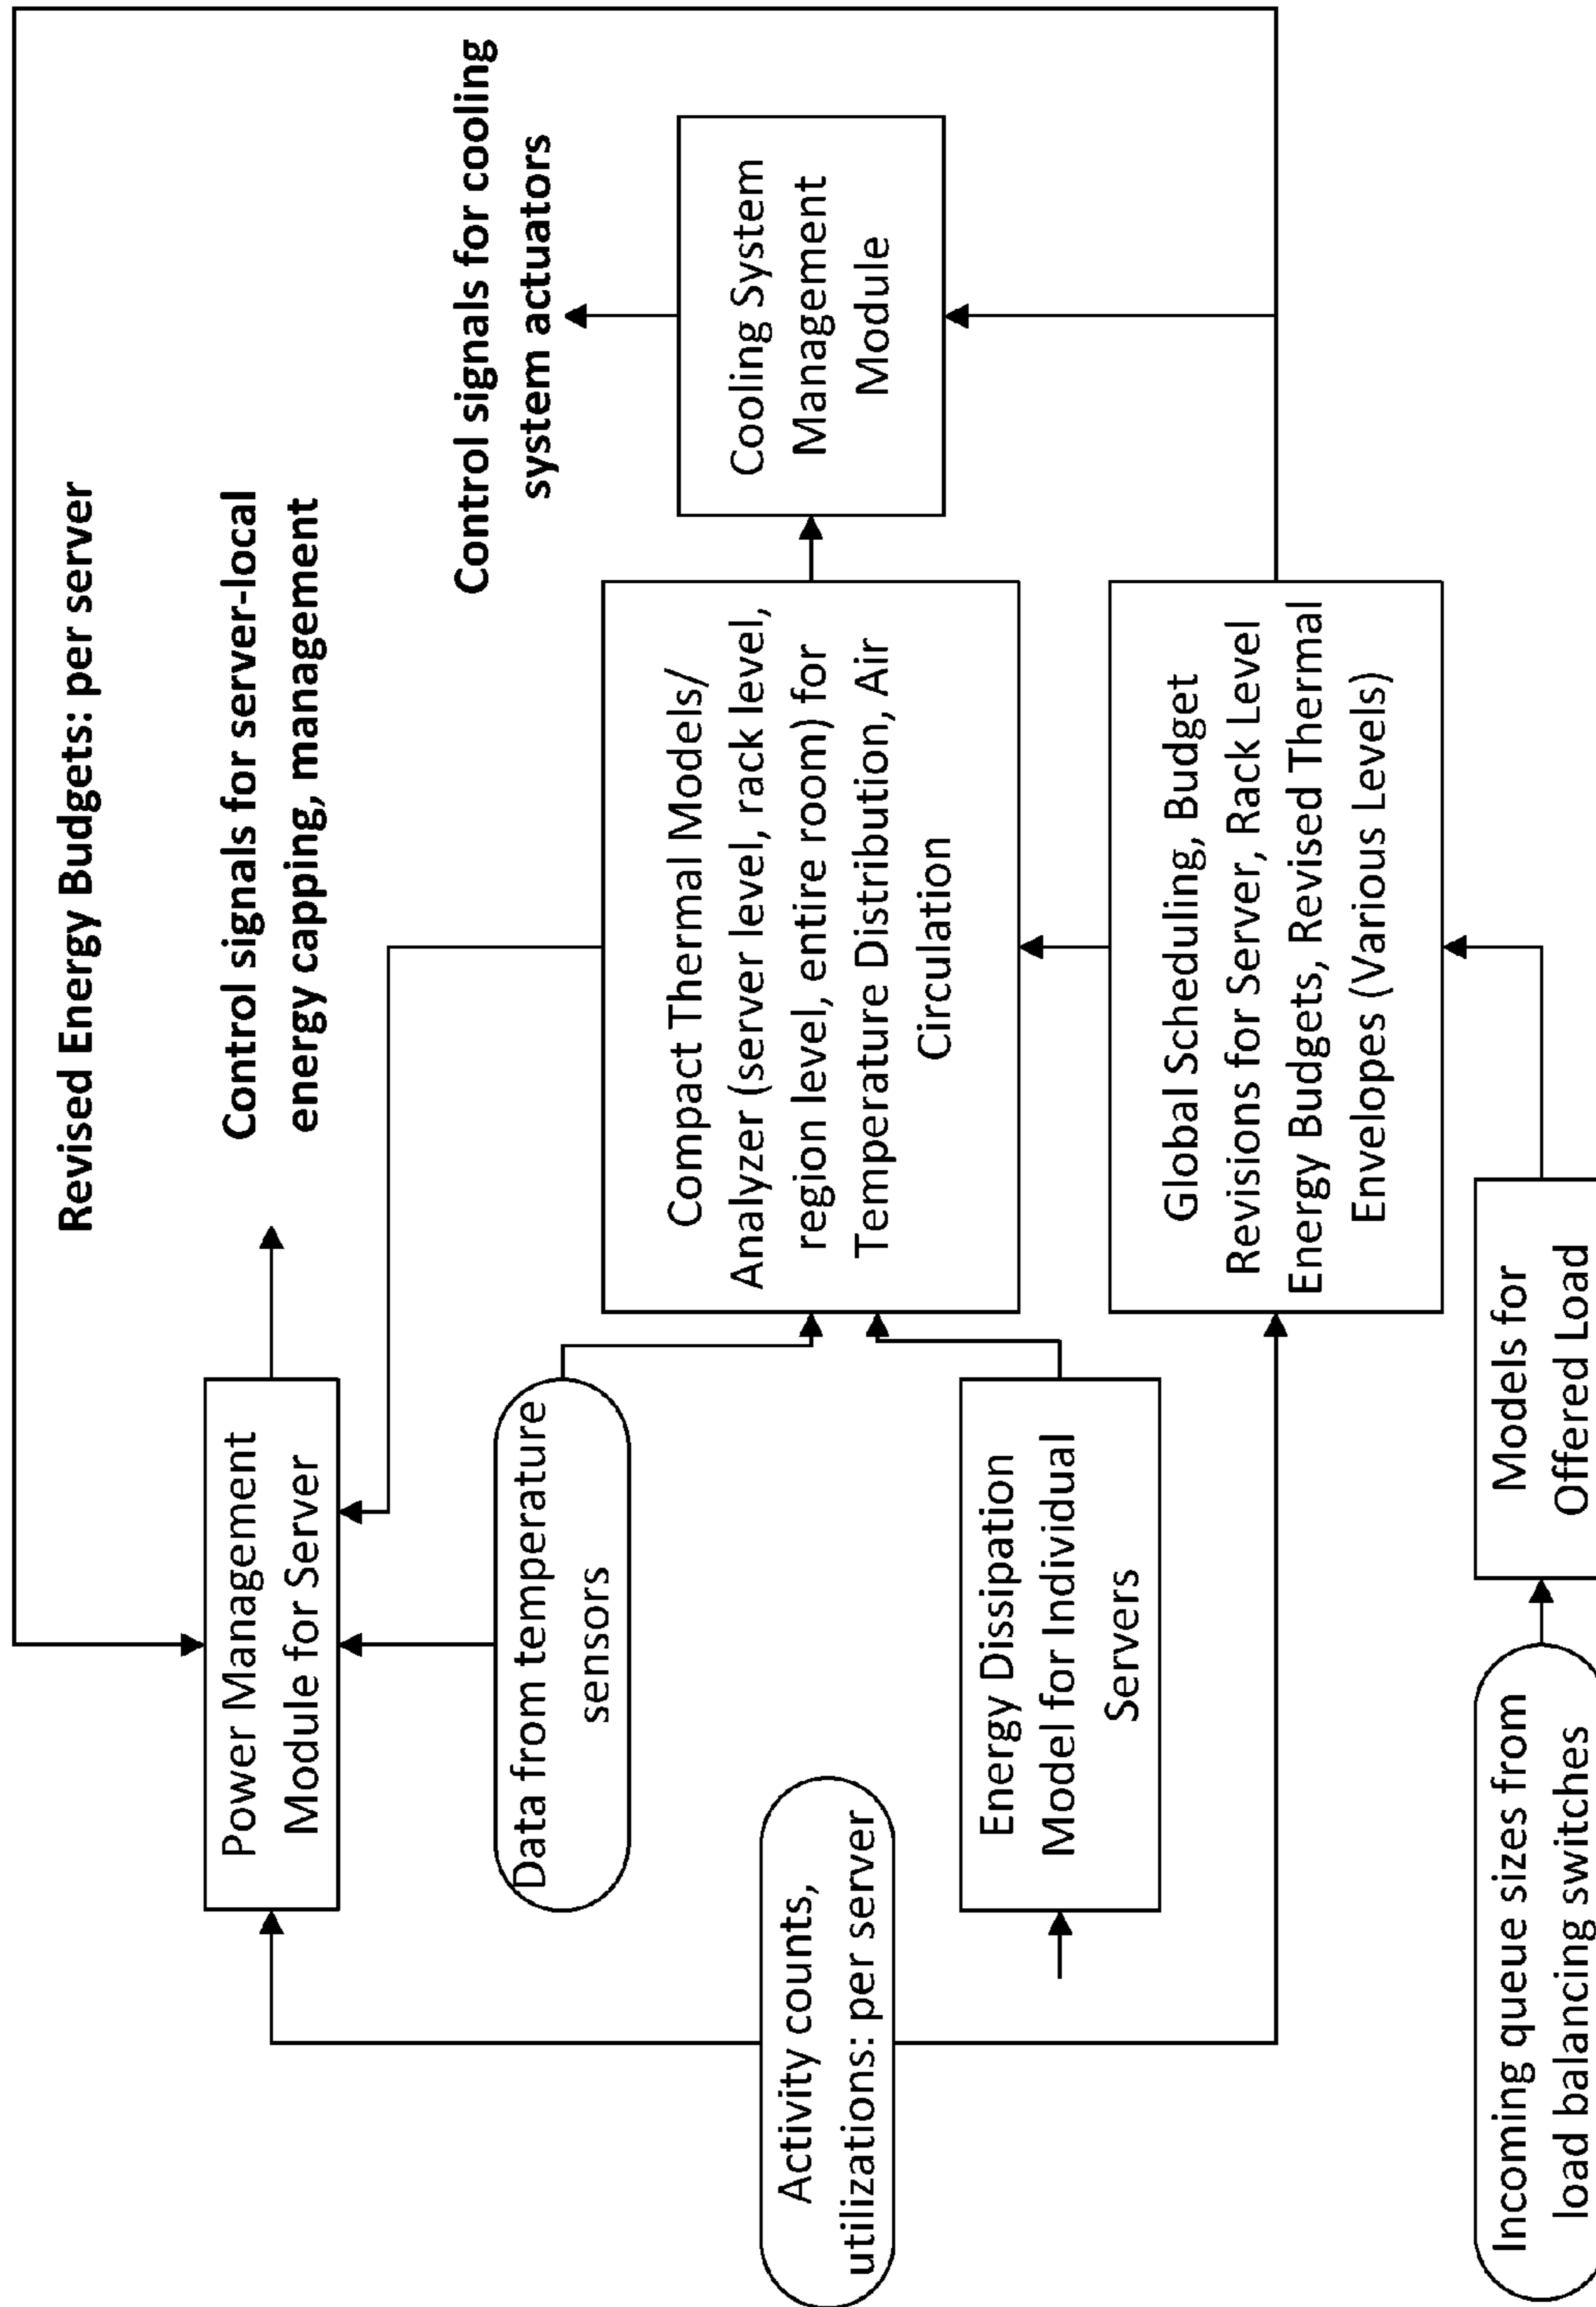 Revised Energy Budgets: per server
Power Management
Module for Server
Control signals for server-local
energy capping, management
Data from temperature
sensors
Control signals for cooling
system actuators
Activity counts,
utilizations: per server
Compact Thermal Models/
Analyzer (server level, rack level,
region level, entire room) for
Temperature Distribution, Air
Circulation
Cooling System
Management
Module
Energy Dissipation
Model for Individual
Servers
Global Scheduling, Budget
Revisions for Server, Rack Level
Energy Budgets, Revised Thermal
Envelopes (Various Levels)
Incoming queue sizes from
load balancing switches
Models for
Offered Load